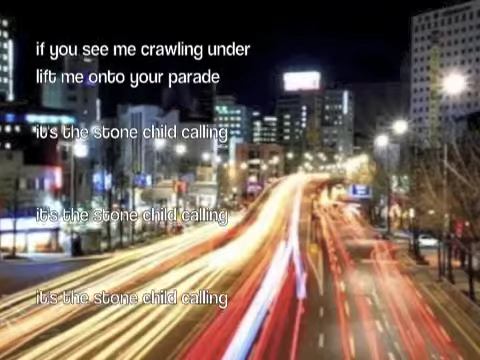 if you see me crawling under
lift me onto your parade
it's the stone child calling
it's the stone child calling
it's the stone child calling